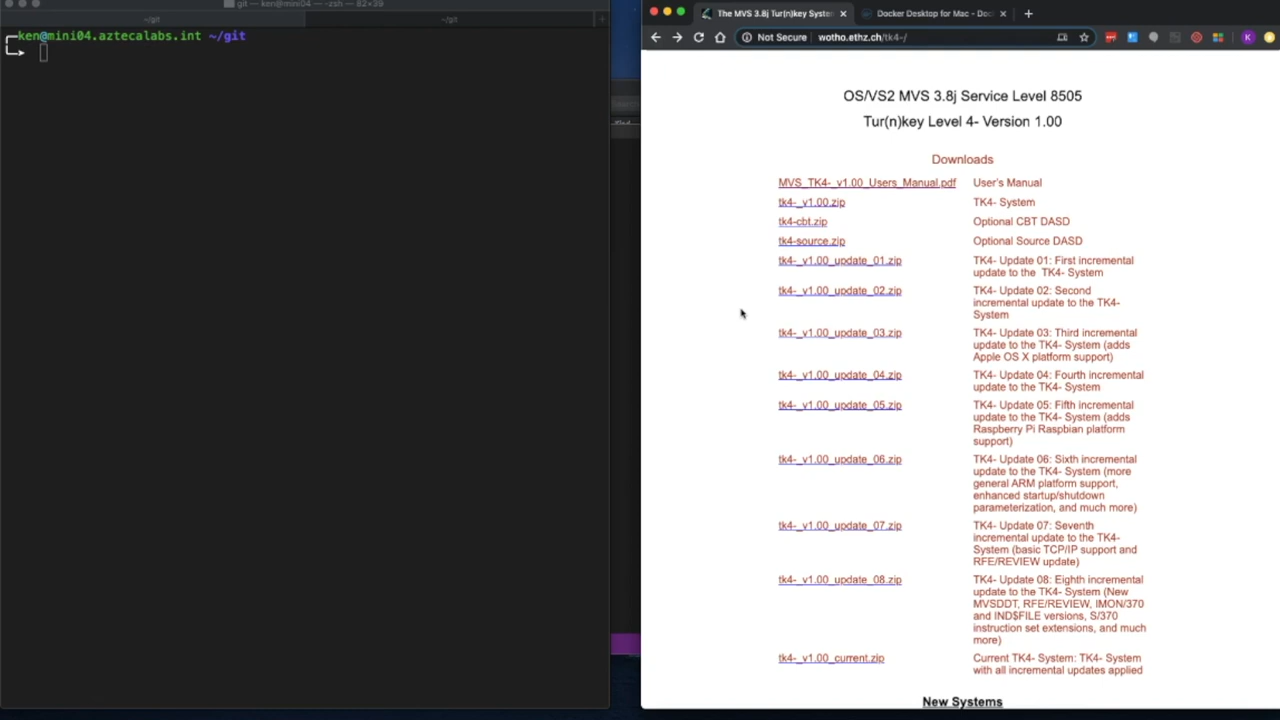 git — ken@mini04 — -zsh — 82×39
~/git
~/git
ken@mini04.aztecalabs.int ~/git
The MVS 3.8j Tur(n)key System
Docker Desktop for Mac - Doc
Not Secure
wotho.ethz.ch/tk4-/
K
OS/VS2 MVS 3.8j Service Level 8505
Tur(n)key Level 4- Version 1.00
Downloads
MVS_TK4-_v1.00_Users_Manual.pdf User's Manual
tk4-_v1.00.zip TK4- System
tk4-cbt.zip Optional CBT DASD
tk4-source.zip Optional Source DASD
tk4-_v1.00_update_01.zip TK4- Update 01: First incremental
update to the TK4- System
tk4-_v1.00_update_02.zip TK4- Update 02: Second
incremental update to the TK4-
System
tk4-_v1.00_update_03.zip TK4- Update 03: Third incremental
update to the TK4- System (adds
Apple OS X platform support)
tk4-_v1.00_update_04.zip TK4- Update 04: Fourth incremental
update to the TK4- System
tk4-_v1.00_update_05.zip TK4- Update 05: Fifth incremental
update to the TK4- System (adds
Raspberry Pi Raspbian platform
support)
tk4-_v1.00_update_06.zip TK4- Update 06: Sixth incremental
update to the TK4- System (more
general ARM platform support,
enhanced startup/shutdown
parameterization, and much more)
tk4-_v1.00_update_07.zip TK4- Update 07: Seventh
incremental update to the TK4-
System (basic TCP/IP support and
RFE/REVIEW update)
tk4-_v1.00_update_08.zip TK4- Update 08: Eighth incremental
update to the TK4- System (New
MVSDDT, RFE/REVIEW, IMON/370
and IND$FILE versions, S/370
instruction set extensions, and much
more)
tk4-_v1.00_current.zip Current TK4- System: TK4- System
with all incremental updates applied
New Systems